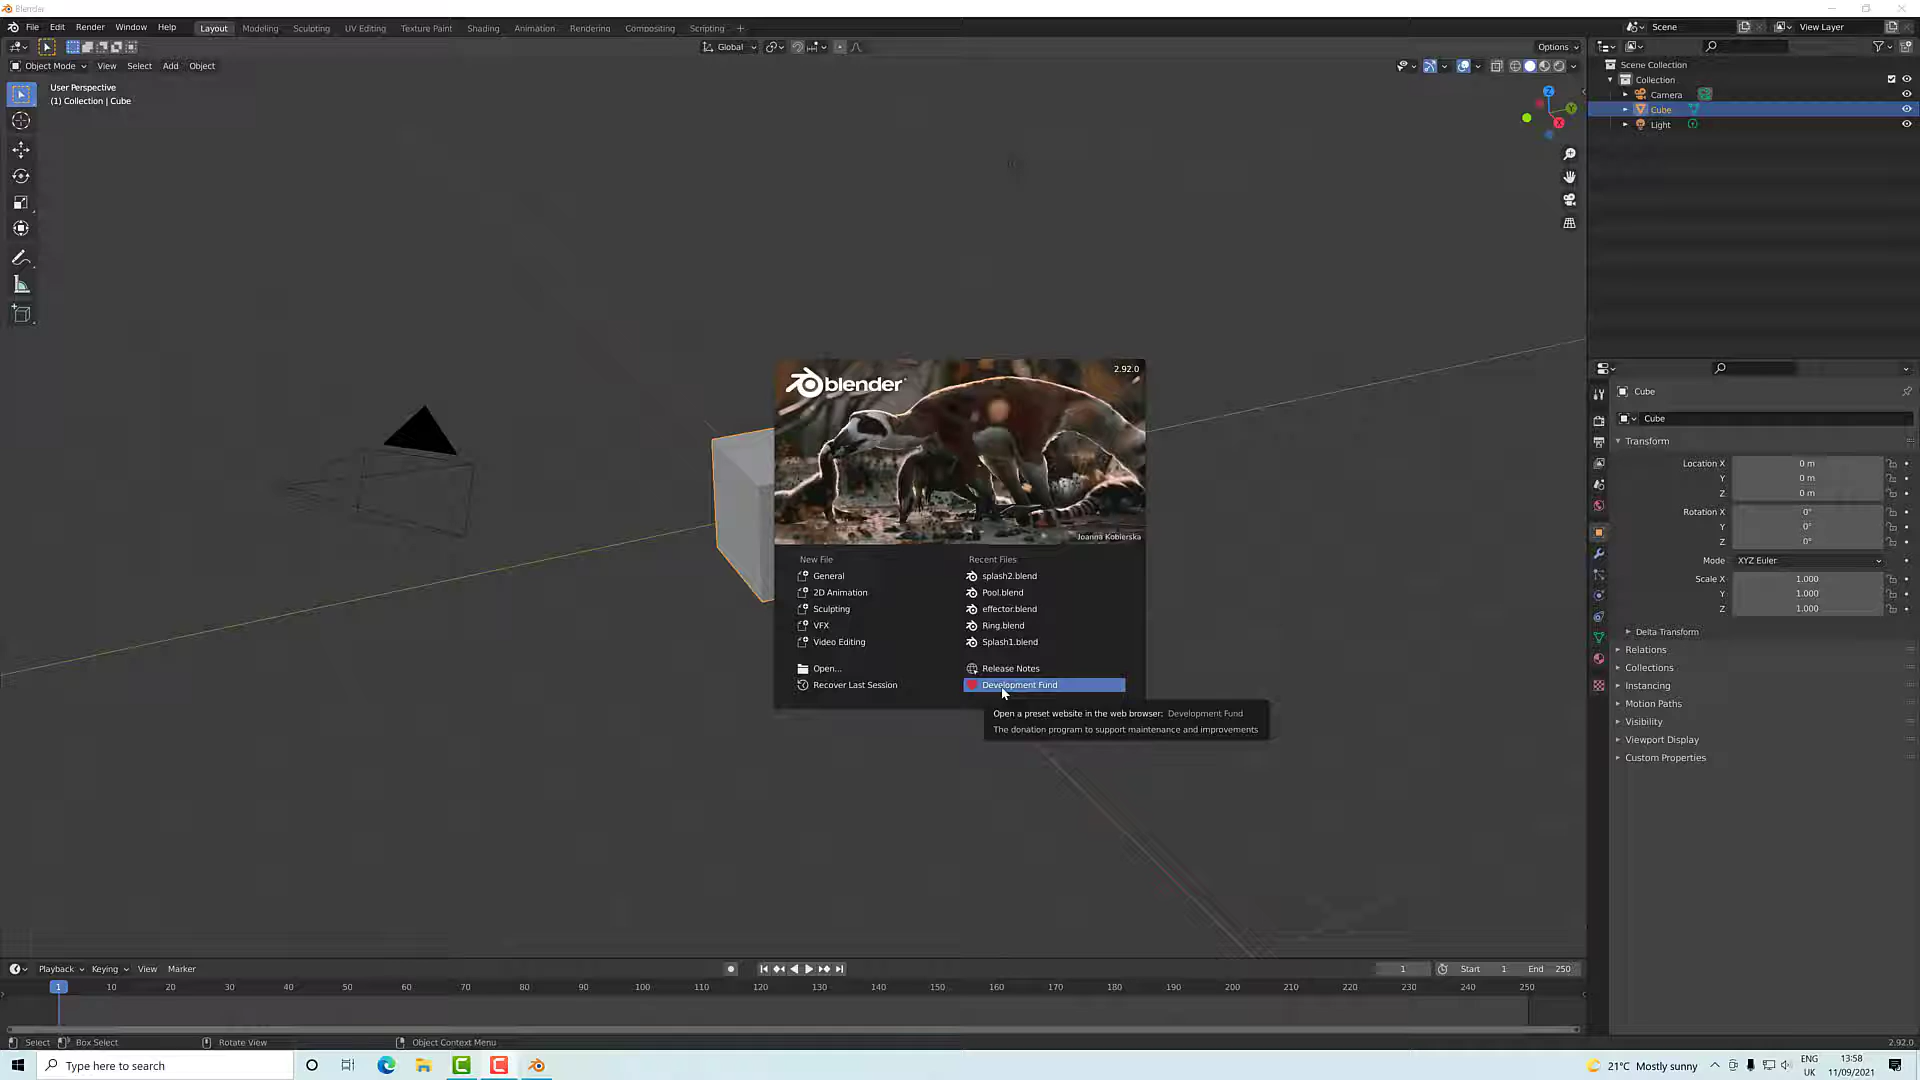 Blender
File Edit Render Window Help
Layout Modeling Sculpting UV Editing Texture Paint Shading Animation Rendering Compositing Scripting +
Scene
View Layer
Global
Options
Object Mode View Select Add Object
User Perspective
(1) Collection | Cube
Z
Y
X
Scene Collection
Collection
Camera
Cube
Light
blender
2.92.0
Joanna Kobierska
New File
General
2D Animation
Sculpting
VFX
Video Editing
Open...
Recover Last Session
Recent Files
splash2.blend
Pool.blend
effector.blend
Ring.blend
Splash1.blend
Release Notes
Development Fund
Open a preset website in the web browser: Development Fund
The donation program to support maintenance and improvements
Cube
Cube
Transform
Location X 0 m
Y 0 m
Z 0 m
Rotation X 0°
Y 0°
Z 0°
Mode XYZ Euler
Scale X 1.000
Y 1.000
Z 1.000
Delta Transform
Relations
Collections
Instancing
Motion Paths
Visibility
Viewport Display
Custom Properties
Playback Keying View Marker
1 Start 1 End 250
1 10 20 30 40 50 60 70 80 90 100 110 120 130 140 150 160 170 180 190 200 210 220 230 240 250
Select Box Select Rotate View Object Context Menu
2.92.0
Type here to search
21°C Mostly sunny
ENG
UK
13:58
11/09/2021